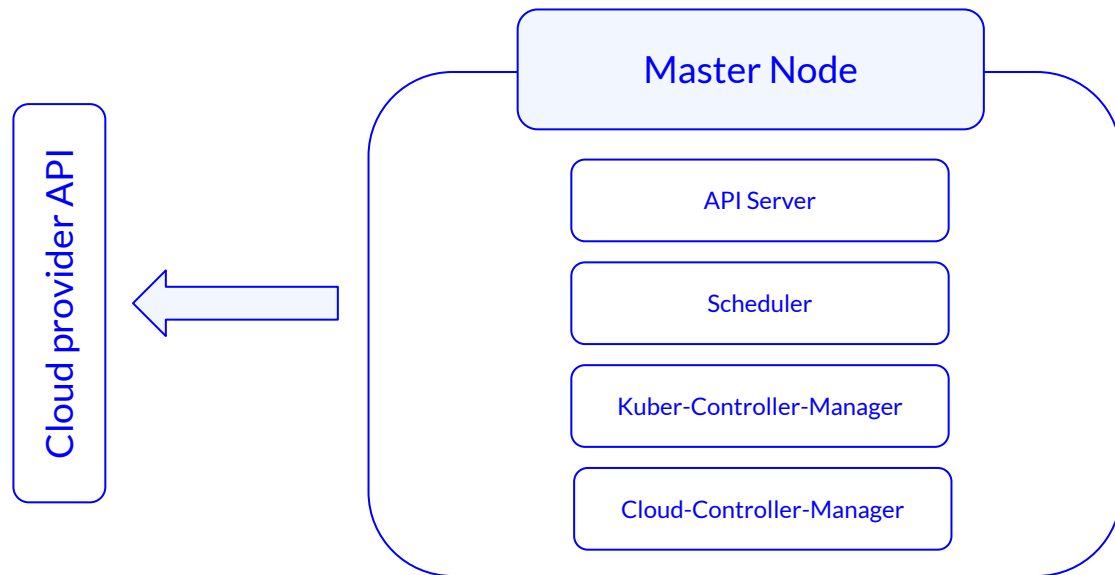 Cloud provider API
Master Node
API Server
Scheduler
Kuber-Controller-Manager
Cloud-Controller-Manager